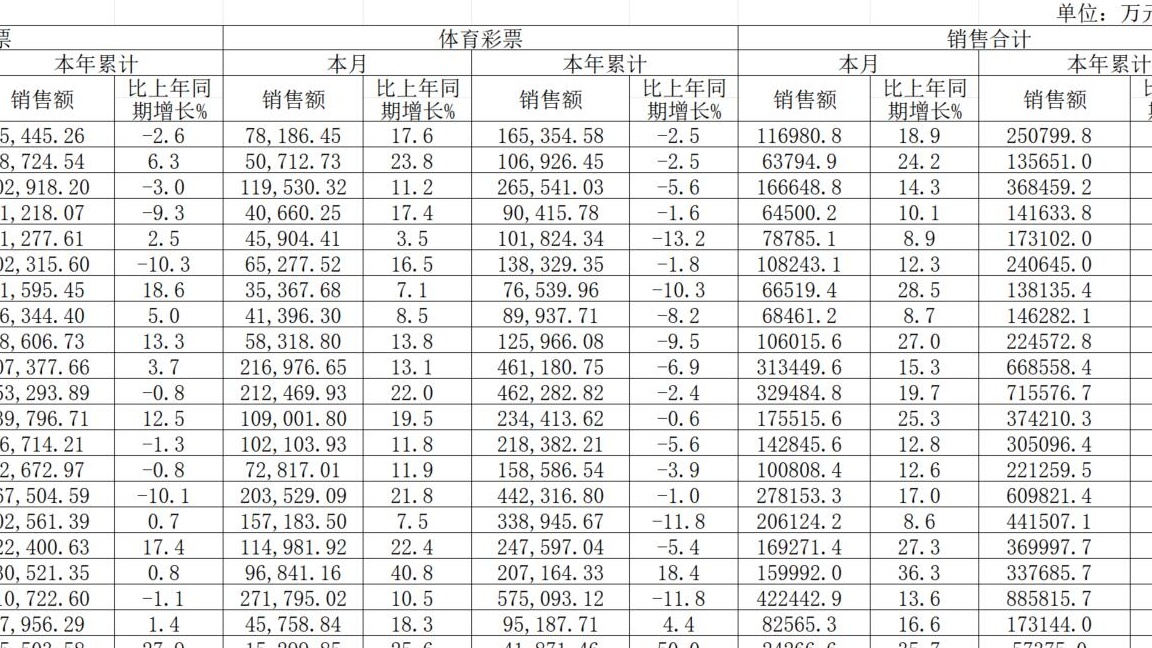 单位：万元
票 体育彩票 销售合计
本年累计 本月 本年累计 本月 本年累计
销售额 比上年同期增长% 销售额 比上年同期增长% 销售额 比上年同期增长% 销售额 比上年同期增长% 销售额
5,445.26 -2.6 78,186.45 17.6 165,354.58 -2.5 116980.8 18.9 250799.8
8,724.54 6.3 50,712.73 23.8 106,926.45 -2.5 63794.9 24.2 135651.0
02,918.20 -3.0 119,530.32 11.2 265,541.03 -5.6 166648.8 14.3 368459.2
1,218.07 -9.3 40,660.25 17.4 90,415.78 -1.6 64500.2 10.1 141633.8
1,277.61 2.5 45,904.41 3.5 101,824.34 -13.2 78785.1 8.9 173102.0
02,315.60 -10.3 65,277.52 16.5 138,329.35 -1.8 108243.1 12.3 240645.0
1,595.45 18.6 35,367.68 7.1 76,539.96 -10.3 66519.4 28.5 138135.4
6,344.40 5.0 41,396.30 8.5 89,937.71 -8.2 68461.2 8.7 146282.1
8,606.73 13.3 58,318.80 13.8 125,966.08 -9.5 106015.6 27.0 224572.8
07,377.66 3.7 216,976.65 13.1 461,180.75 -6.9 313449.6 15.3 668558.4
53,293.89 -0.8 212,469.93 22.0 462,282.82 -2.4 329484.8 19.7 715576.7
39,796.71 12.5 109,001.80 19.5 234,413.62 -0.6 175515.6 25.3 374210.3
6,714.21 -1.3 102,103.93 11.8 218,382.21 -5.6 142845.6 12.8 305096.4
2,672.97 -0.8 72,817.01 11.9 158,586.54 -3.9 100808.4 12.6 221259.5
67,504.59 -10.1 203,529.09 21.8 442,316.80 -1.0 278153.3 17.0 609821.4
02,561.39 0.7 157,183.50 7.5 338,945.67 -11.8 206124.2 8.6 441507.1
22,400.63 17.4 114,981.92 22.4 247,597.04 -5.4 169271.4 27.3 369997.7
30,521.35 0.8 96,841.16 40.8 207,164.33 18.4 159992.0 36.3 337685.7
10,722.60 -1.1 271,795.02 10.5 575,093.12 -11.8 422442.9 13.6 885815.7
7,956.29 1.4 45,758.84 18.3 95,187.71 4.4 82565.3 16.6 173144.0